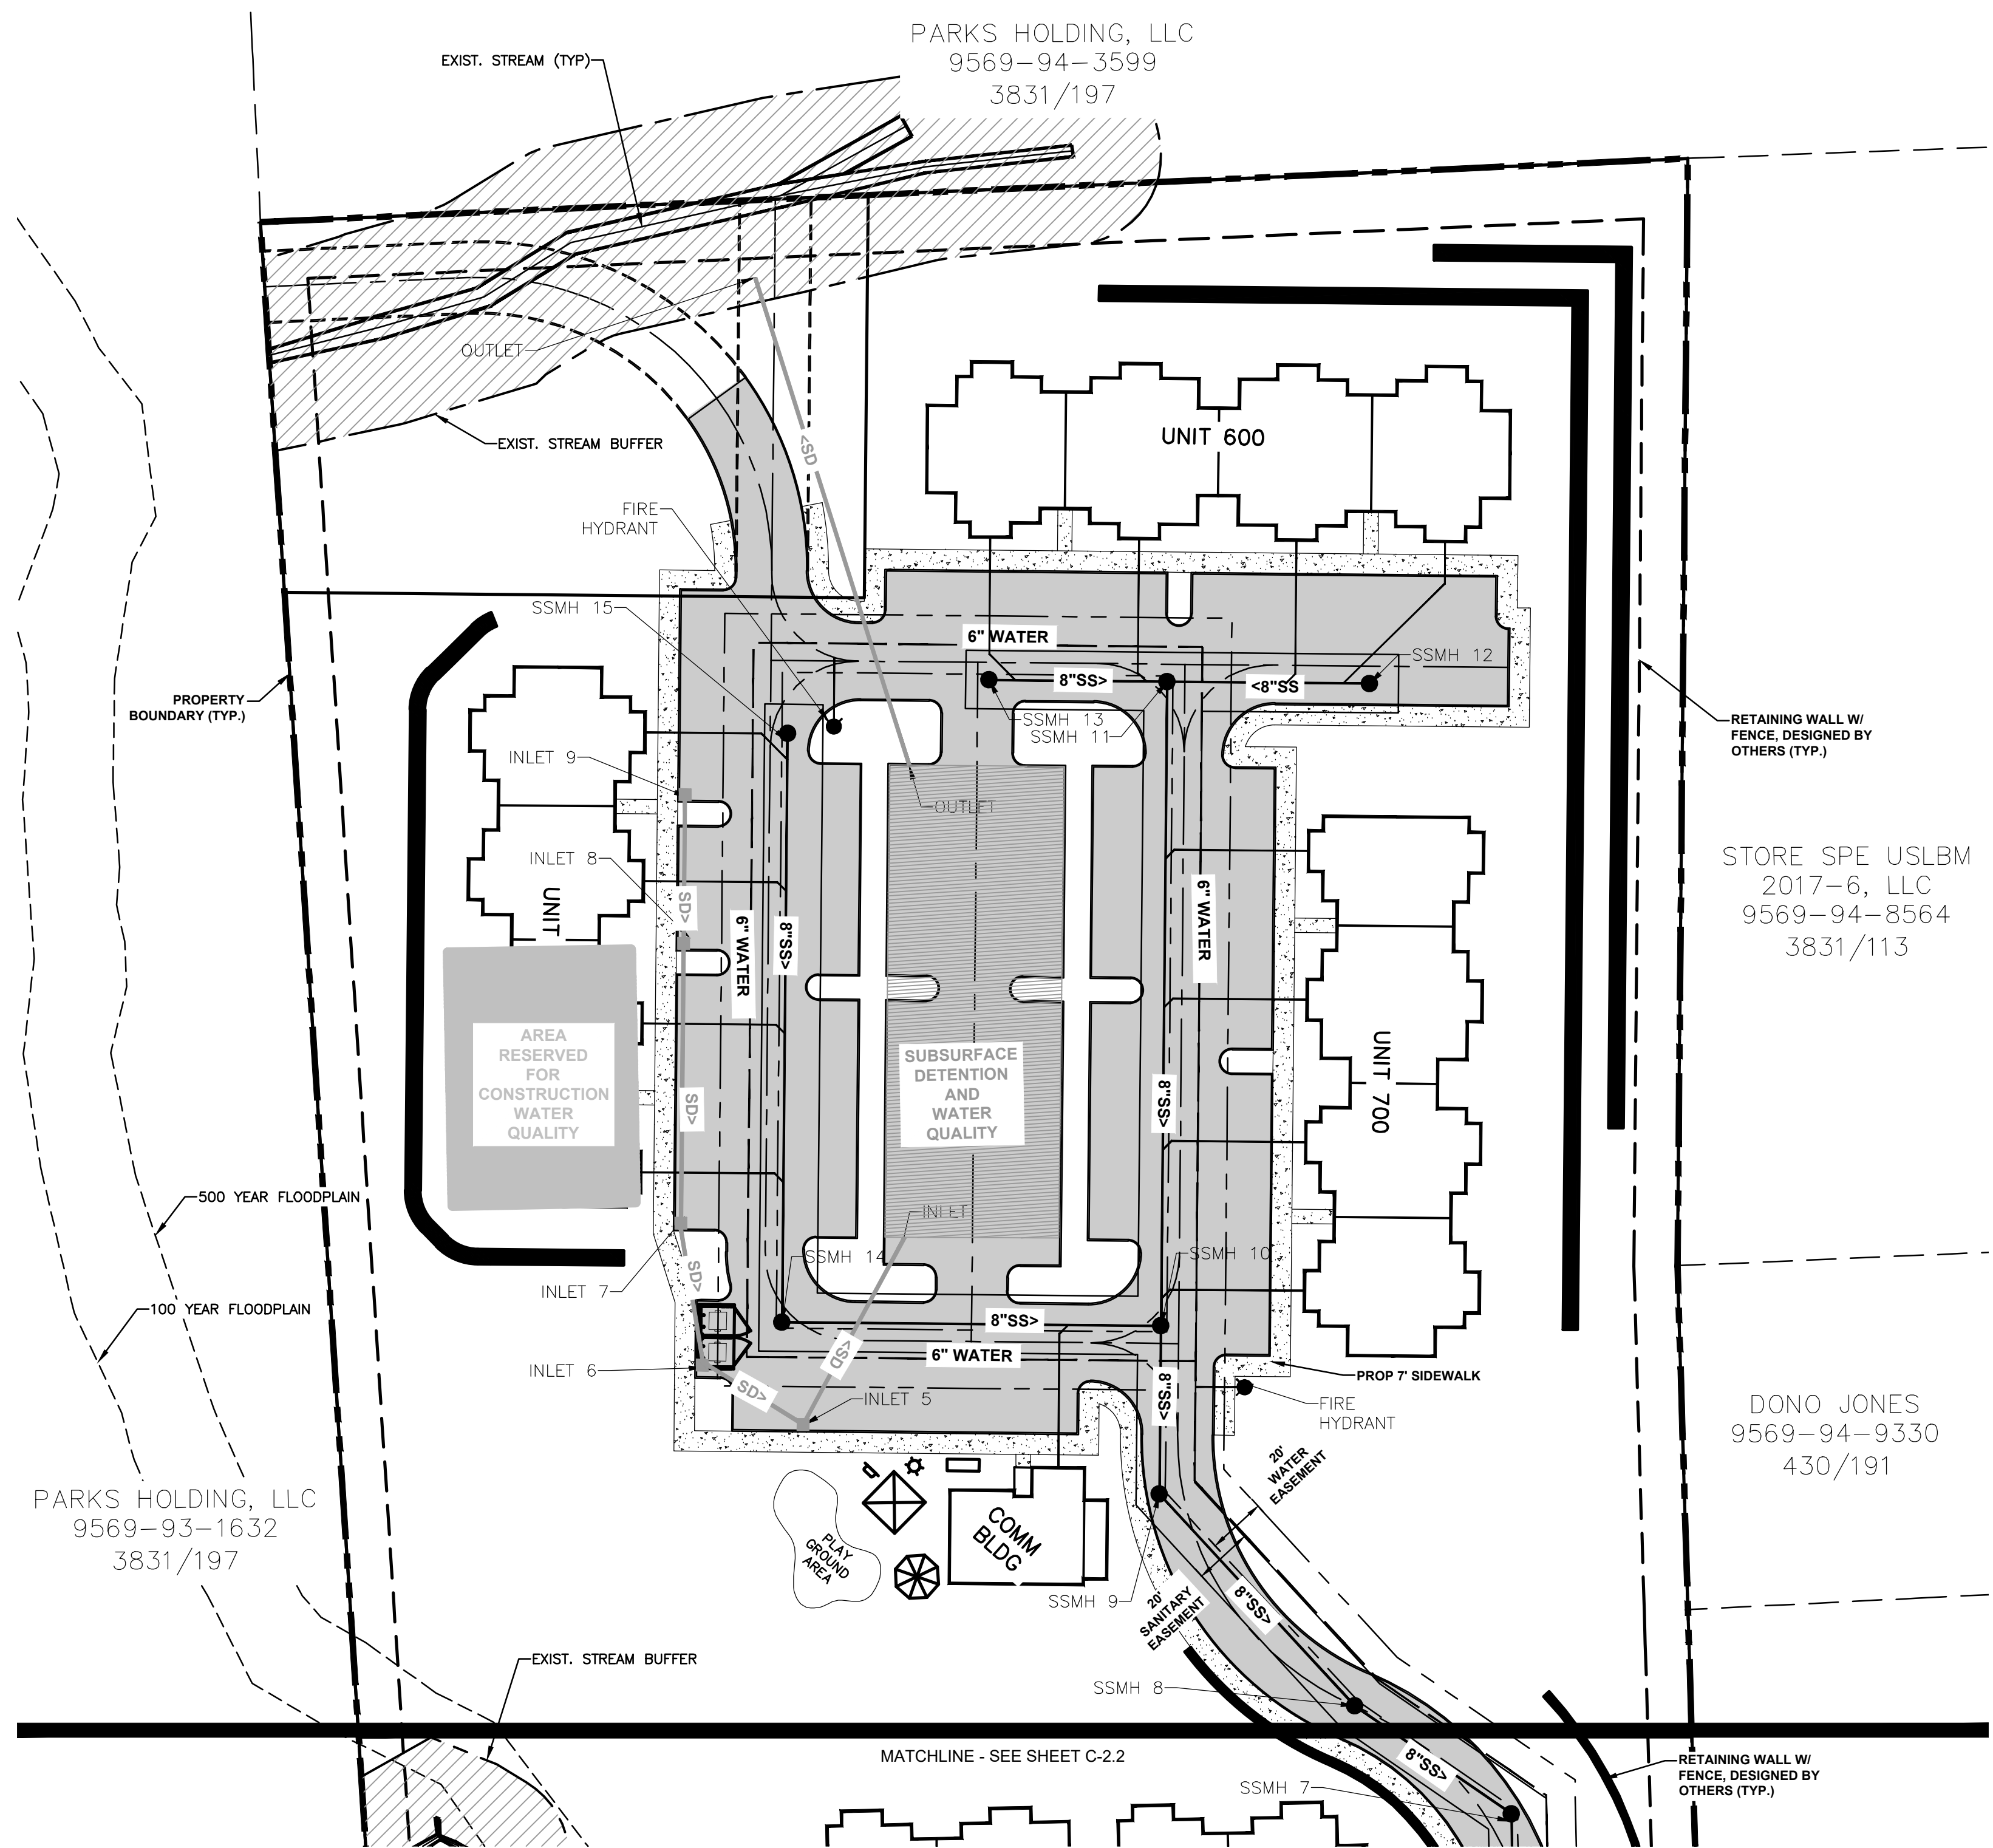 PARKS HOLDING, LLC
9569-94-3599
3831/197
EXIST. STREAM (TYP)
OUTLET
EXIST. STREAM BUFFER
<SD
UNIT 600
FIRE
HYDRANT
SSMH 15
6" WATER
SSMH 12
8"SS>
<8"SS
PROPERTY
BOUNDARY (TYP.)
SSMH 13
SSMH 11
RETAINING WALL W/
FENCE, DESIGNED BY
OTHERS (TYP.)
INLET 9
OUTLET
INLET 8
UNIT
SD>
6" WATER
8"SS>
6" WATER
STORE SPE USLBM
2017-6, LLC
9569-94-8564
3831/113
AREA
RESERVED
FOR
CONSTRUCTION
WATER
QUALITY
SD>
SUBSURFACE
DETENTION
AND
WATER
QUALITY
8"SS>
UNIT 700
500 YEAR FLOODPLAIN
INLET
SSMH 14
SSMH 10
SD>
INLET 7
100 YEAR FLOODPLAIN
8"SS>
6" WATER
<SD
INLET 6
SD>
INLET 5
8"SS>
PROP 7' SIDEWALK
FIRE
HYDRANT
DONO JONES
9569-94-9330
430/191
20'
WATER
EASEMENT
PARKS HOLDING, LLC
9569-93-1632
3831/197
PLAY
GROUND
AREA
COMM
BLDG
SSMH 9
20'
SANITARY
EASEMENT
8"SS>
EXIST. STREAM BUFFER
SSMH 8
MATCHLINE - SEE SHEET C-2.2
8"SS>
SSMH 7
RETAINING WALL W/
FENCE, DESIGNED BY
OTHERS (TYP.)